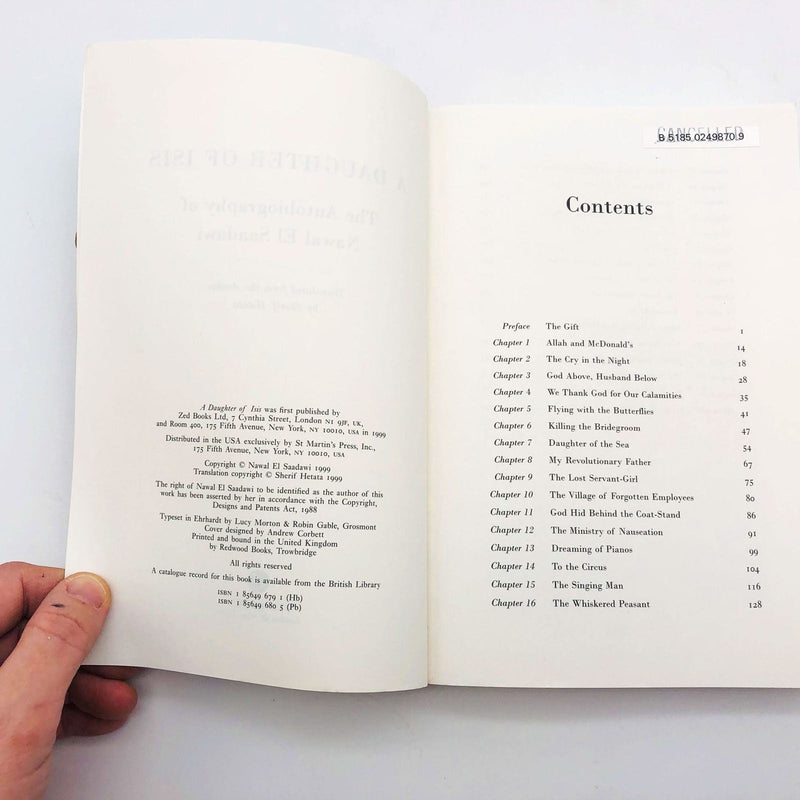 A Daughter of Isis was first published by
Zed Books Ltd, 7 Cynthia Street, London N1 9JF, UK,
and Room 400, 175 Fifth Avenue, New York, NY 10010, USA in 1999
Distributed in the USA exclusively by St Martin's Press, Inc.,
175 Fifth Avenue, New York, NY 10010, USA
Copyright © Nawal El Saadawi 1999
Translation copyright © Sherif Hetata 1999
The right of Nawal El Saadawi to be identified as the author of this
work has been asserted by her in accordance with the Copyright,
Designs and Patents Act, 1988
Typeset in Ehrhardt by Lucy Morton & Robin Gable, Grosmont
Cover designed by Andrew Corbett
Printed and bound in the United Kingdom
by Redwood Books, Trowbridge
All rights reserved
A catalogue record for this book is available from the British Library
ISBN 1 85649 679 1 (Hb)
ISBN 1 85649 680 5 (Pb)
CANCELLED
B 5185 0249870 9
Contents
Preface The Gift 1
Chapter 1 Allah and McDonald's 14
Chapter 2 The Cry in the Night 18
Chapter 3 God Above, Husband Below 28
Chapter 4 We Thank God for Our Calamities 35
Chapter 5 Flying with the Butterflies 41
Chapter 6 Killing the Bridegroom 47
Chapter 7 Daughter of the Sea 54
Chapter 8 My Revolutionary Father 67
Chapter 9 The Lost Servant-Girl 75
Chapter 10 The Village of Forgotten Employees 80
Chapter 11 God Hid Behind the Coat-Stand 86
Chapter 12 The Ministry of Nauseation 91
Chapter 13 Dreaming of Pianos 99
Chapter 14 To the Circus 104
Chapter 15 The Singing Man 116
Chapter 16 The Whiskered Peasant 128